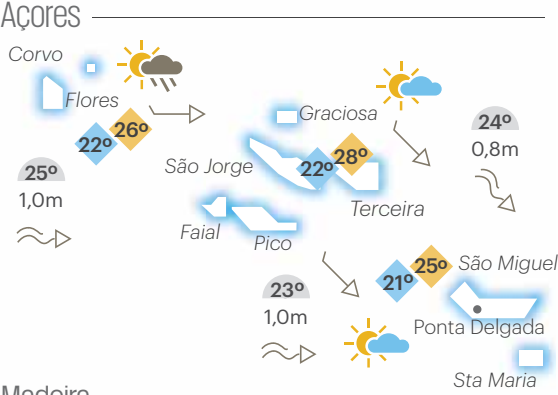 Açores
Corvo
Flores
22º 26º
25º
1,0m
Graciosa
24º
0,8m
São Jorge
22º 28º
Terceira
Faial
Pico
23º
1,0m
21º 25º
São Miguel
Ponta Delgada
Sta Maria